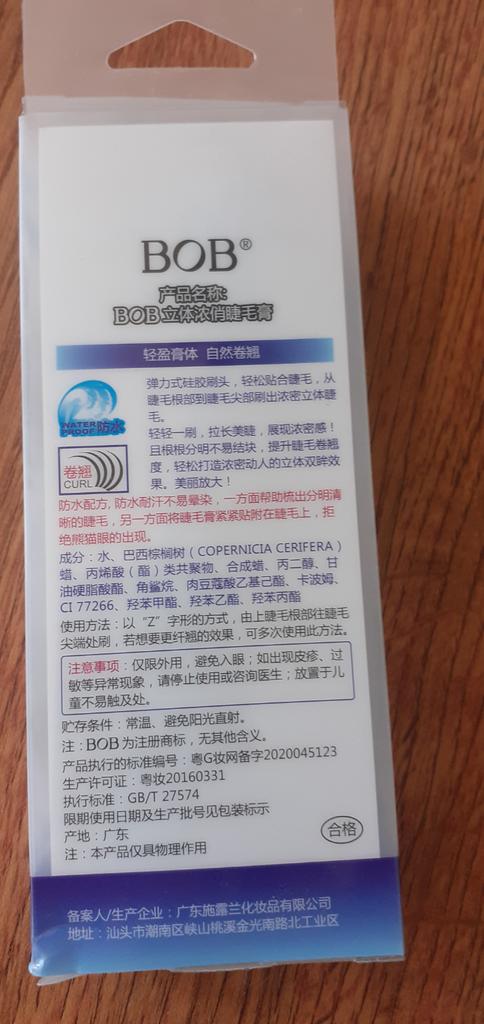 BOB®
产品名称:
BOB立体浓俏睫毛膏
轻盈膏体 自然卷翘
弹力式硅胶刷头，轻松贴合睫毛，从
睫毛根部到睫毛尖部刷出浓密立体睫
毛。
WATER
PROOF 防水
轻轻一刷，拉长美睫，展现浓密感！
且根根分明不易结块，提升睫毛卷翘
度，轻松打造浓密动人的立体双眸效
果。美丽放大！
卷翘
CURL
防水配方, 防水耐汗不易晕染，一方面帮助梳出分明清
晰的睫毛，另一方面将睫毛膏紧紧贴附在睫毛上，拒
绝熊猫眼的出现。
成分：水、巴西棕榈树（COPERNICIA CERIFERA）
蜡、丙烯酸（酯）类共聚物、合成蜡、丙二醇、甘
油硬脂酸酯、角鲨烷、肉豆蔻酸乙基己酯、卡波姆、
CI 77266、羟苯甲酯、羟苯乙酯、羟苯丙酯
使用方法：以“Z”字形的方式，由上睫毛根部往睫毛
尖端处刷，若想要更纤翘的效果，可多次使用此方法。
注意事项：仅限外用，避免入眼；如出现皮疹、过
敏等异常现象，请停止使用或咨询医生；放置于儿
童不易触及处。
贮存条件：常温、避免阳光直射。
注：BOB为注册商标，无其他含义。
产品执行的标准编号：粤G妆网备字2020045123
生产许可证：粤妆20160331
执行标准：GB/T 27574
限期使用日期及生产批号见包装标示
产地：广东
合格
注：本产品仅具物理作用
备案人/生产企业：广东施露兰化妆品有限公司
地址：汕头市潮南区峡山桃溪金光南路北工业区